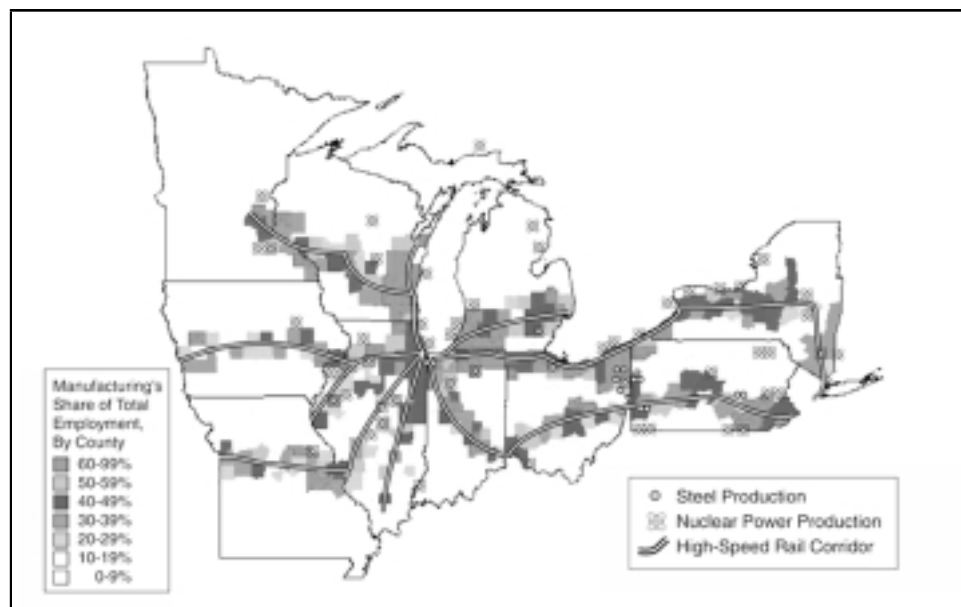 Manufacturing's
Share of Total
Employment,
By County
60-99%
50-59%
40-49%
30-39%
20-29%
10-19%
0-9%
Steel Production
Nuclear Power Production
High-Speed Rail Corridor